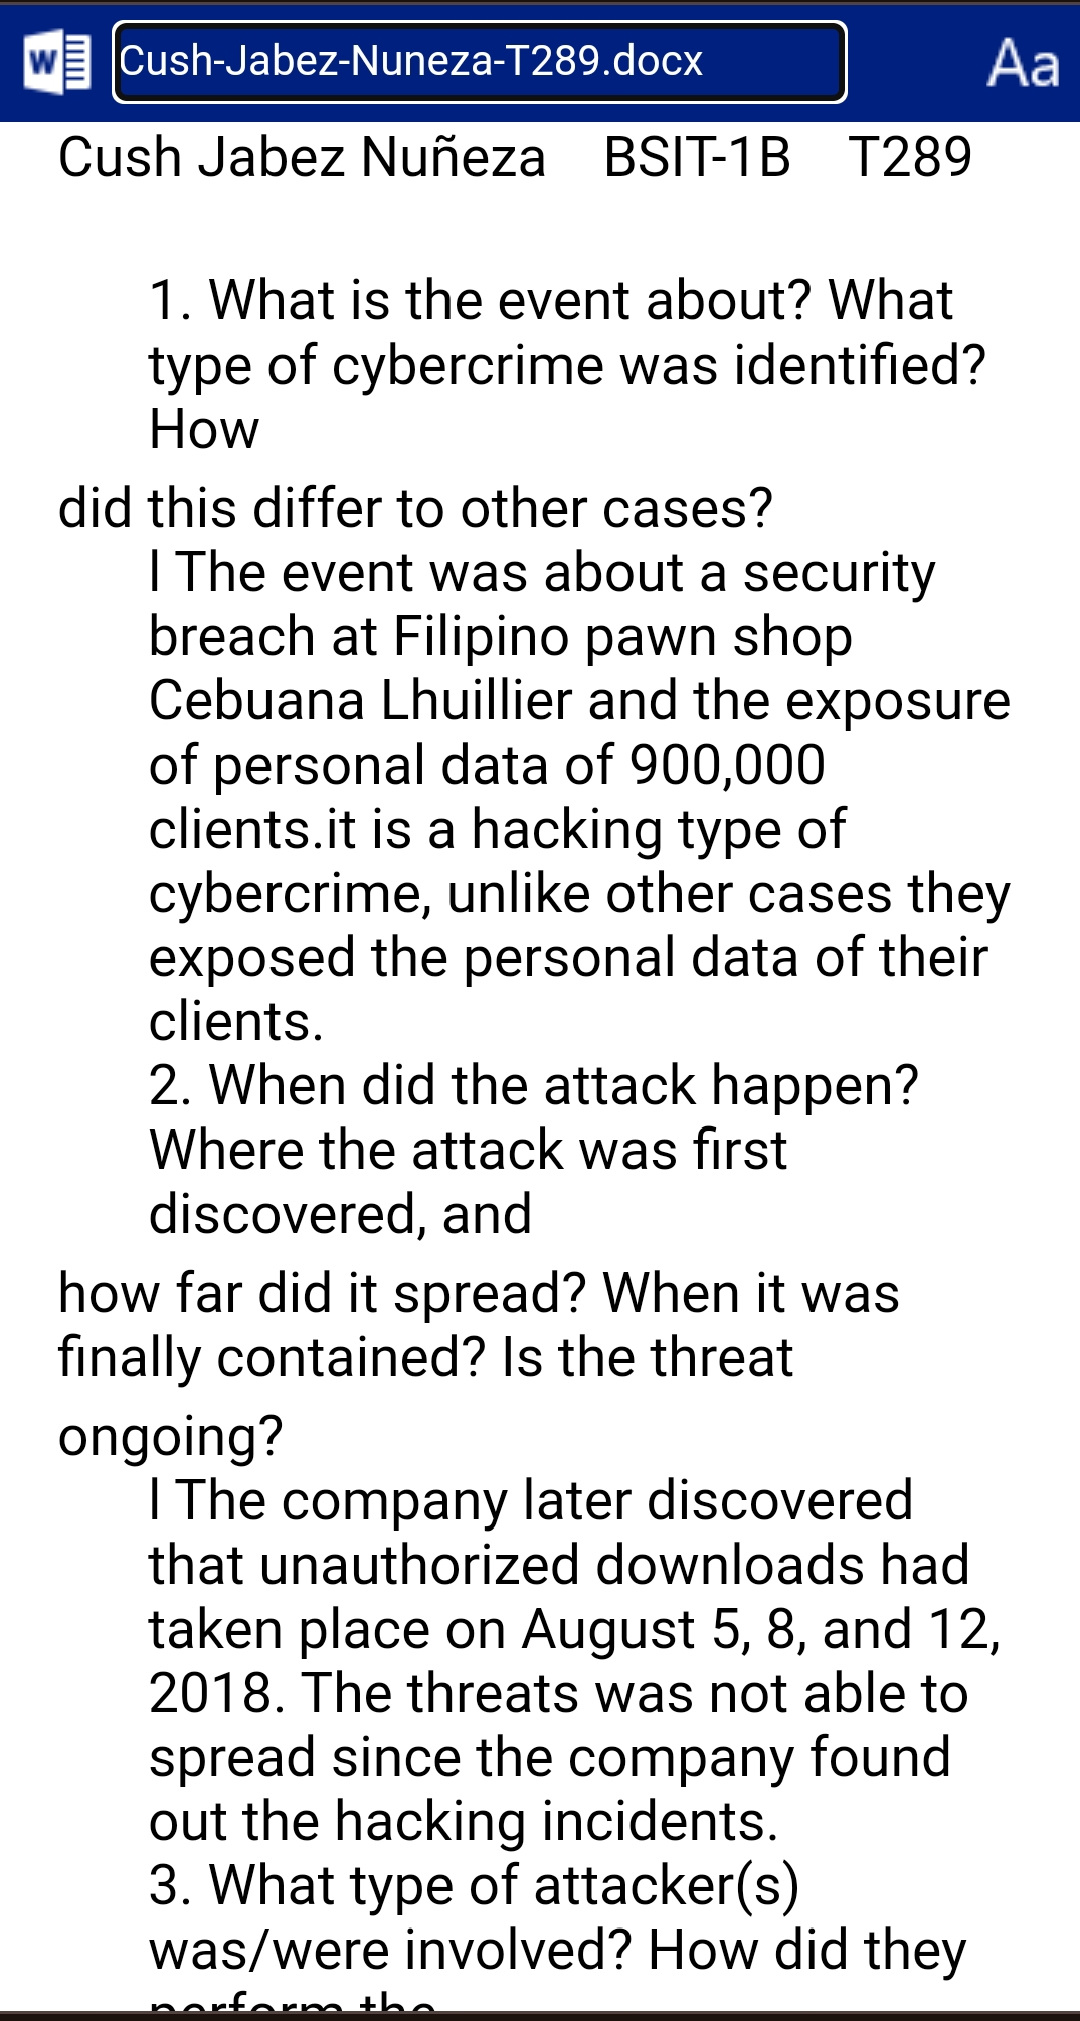 W
Cush-Jabez-Nuneza-T289.docx
Aa
Cush Jabez Nuñeza BSIT-1B T289
1. What is the event about? What
type of cybercrime was identified?
How
did this differ to other cases?
l The event was about a security
breach at Filipino pawn shop
Cebuana Lhuillier and the exposure
of personal data of 900,000
clients.it is a hacking type of
cybercrime, unlike other cases they
exposed the personal data of their
clients.
2. When did the attack happen?
Where the attack was first
discovered, and
how far did it spread? When it was
finally contained? Is the threat
ongoing?
l The company later discovered
that unauthorized downloads had
taken place on August 5, 8, and 12,
2018. The threats was not able to
spread since the company found
out the hacking incidents.
3. What type of attacker(s)
was/were involved? How did they
perform the